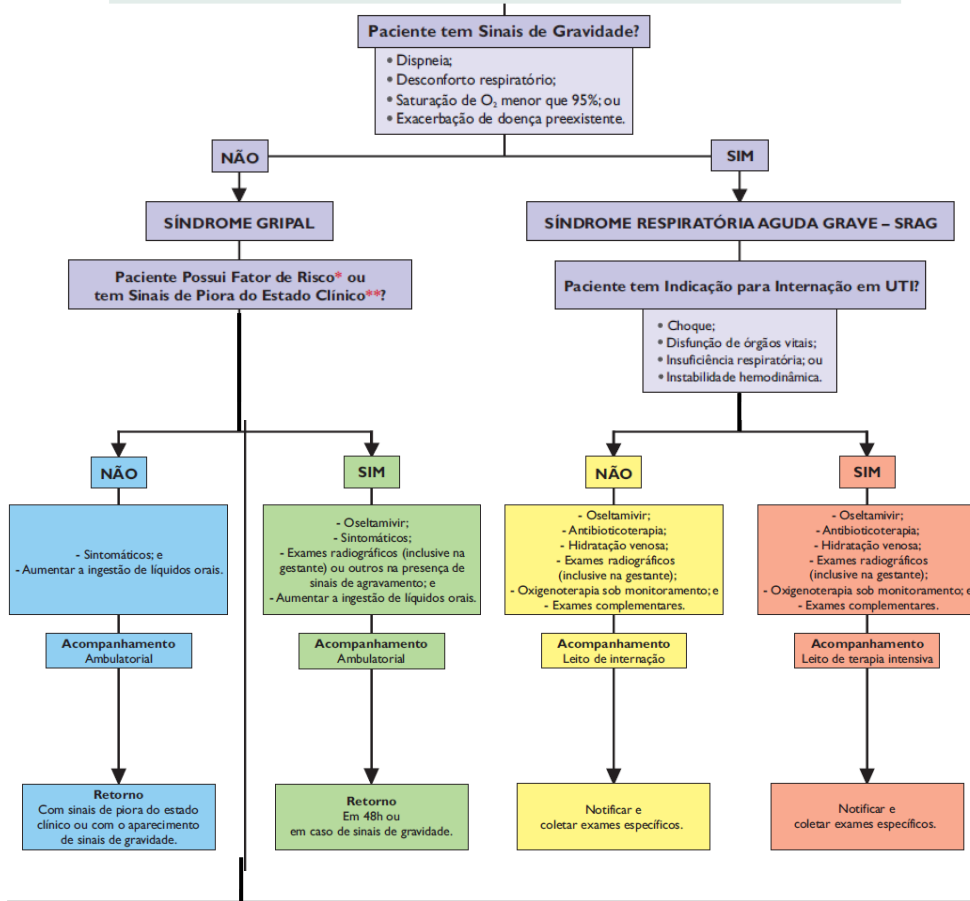 Paciente tem Sinais de Gravidade?
• Dispneia;
• Desconforto respiratório;
• Saturação de O₂ menor que 95%; ou
• Exacerbação de doença preexistente.
NÃO
SIM
SÍNDROME GRIPAL
SÍNDROME RESPIRATÓRIA AGUDA GRAVE – SRAG
Paciente Possui Fator de Risco* ou
tem Sinais de Piora do Estado Clínico**?
Paciente tem Indicação para Internação em UTI?
• Choque;
• Disfunção de órgãos vitais;
• Insuficiência respiratória; ou
• Instabilidade hemodinâmica.
NÃO
SIM
NÃO
SIM
- Sintomáticos; e
- Aumentar a ingestão de líquidos orais.
- Oseltamivir;
- Sintomáticos;
- Exames radiográficos (inclusive na
gestante) ou outros na presença de
sinais de agravamento; e
- Aumentar a ingestão de líquidos orais.
- Oseltamivir;
- Antibioticoterapia;
- Hidratação venosa;
- Exames radiográficos
(inclusive na gestante);
- Oxigenoterapia sob monitoramento; e
- Exames complementares.
- Oseltamivir;
- Antibioticoterapia;
- Hidratação venosa;
- Exames radiográficos
(inclusive na gestante);
- Oxigenoterapia sob monitoramento; e
- Exames complementares.
Acompanhamento
Ambulatorial
Acompanhamento
Ambulatorial
Acompanhamento
Leito de internação
Acompanhamento
Leito de terapia intensiva
Retorno
Com sinais de piora do estado
clínico ou com o aparecimento
de sinais de gravidade.
Retorno
Em 48h ou
em caso de sinais de gravidade.
Notificar e
coletar exames específicos.
Notificar e
coletar exames específicos.